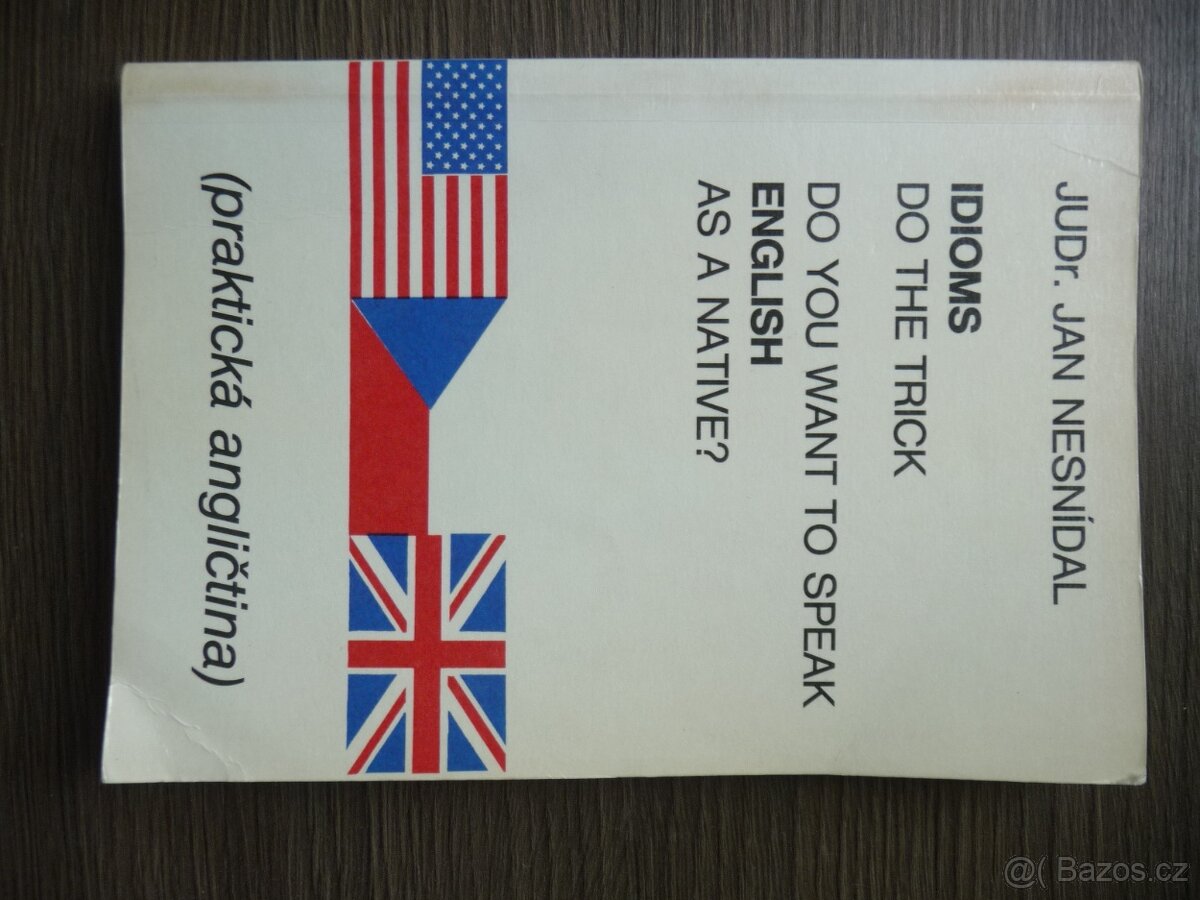 JUDr. JAN NESNÍDAL
IDIOMS
DO THE TRICK
DO YOU WANT TO SPEAK
ENGLISH
AS A NATIVE?
(praktická angličtina)
@( Bazos.cz